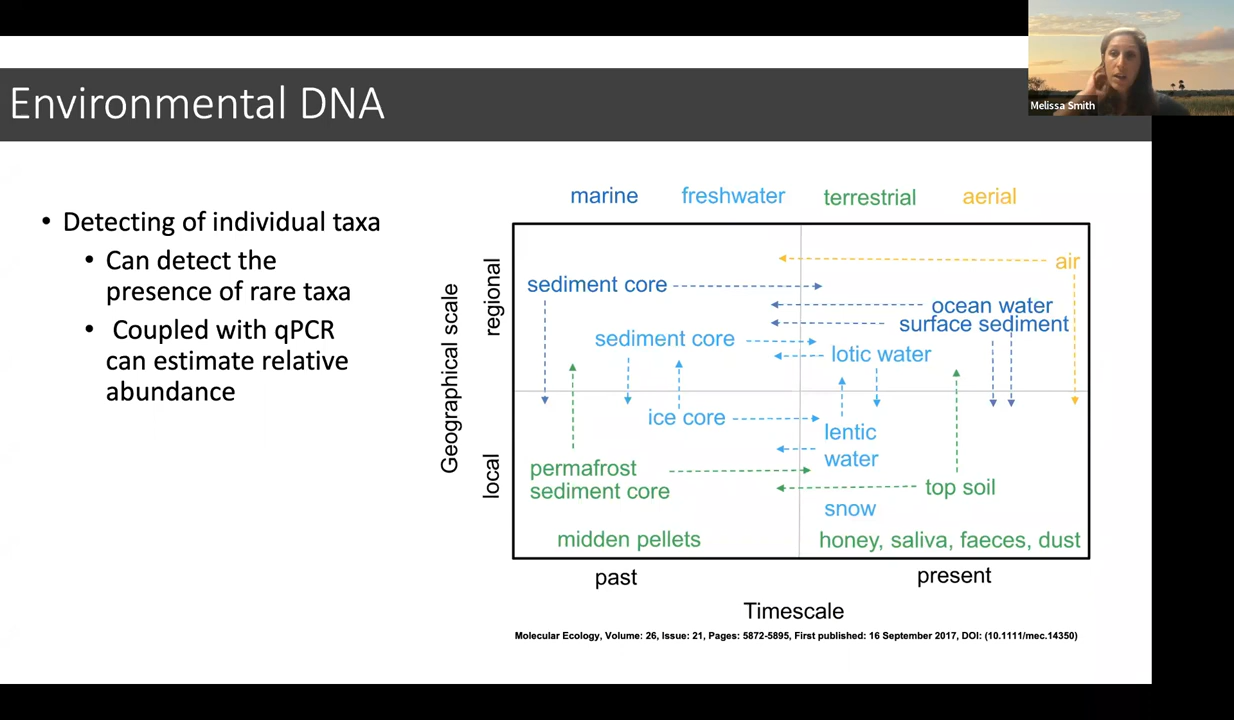 Melissa Smith
Environmental DNA
• Detecting of individual taxa
• Can detect the
presence of rare taxa
• Coupled with qPCR
can estimate relative
abundance
marine freshwater terrestrial aerial
Geographical scale
regional
local
air
sediment core
ocean water
surface sediment
sediment core
lotic water
ice core
lentic
water
permafrost
sediment core
top soil
snow
midden pellets
honey, saliva, faeces, dust
past
present
Timescale
Molecular Ecology, Volume: 26, Issue: 21, Pages: 5872-5895, First published: 16 September 2017, DOI: (10.1111/mec.14350)